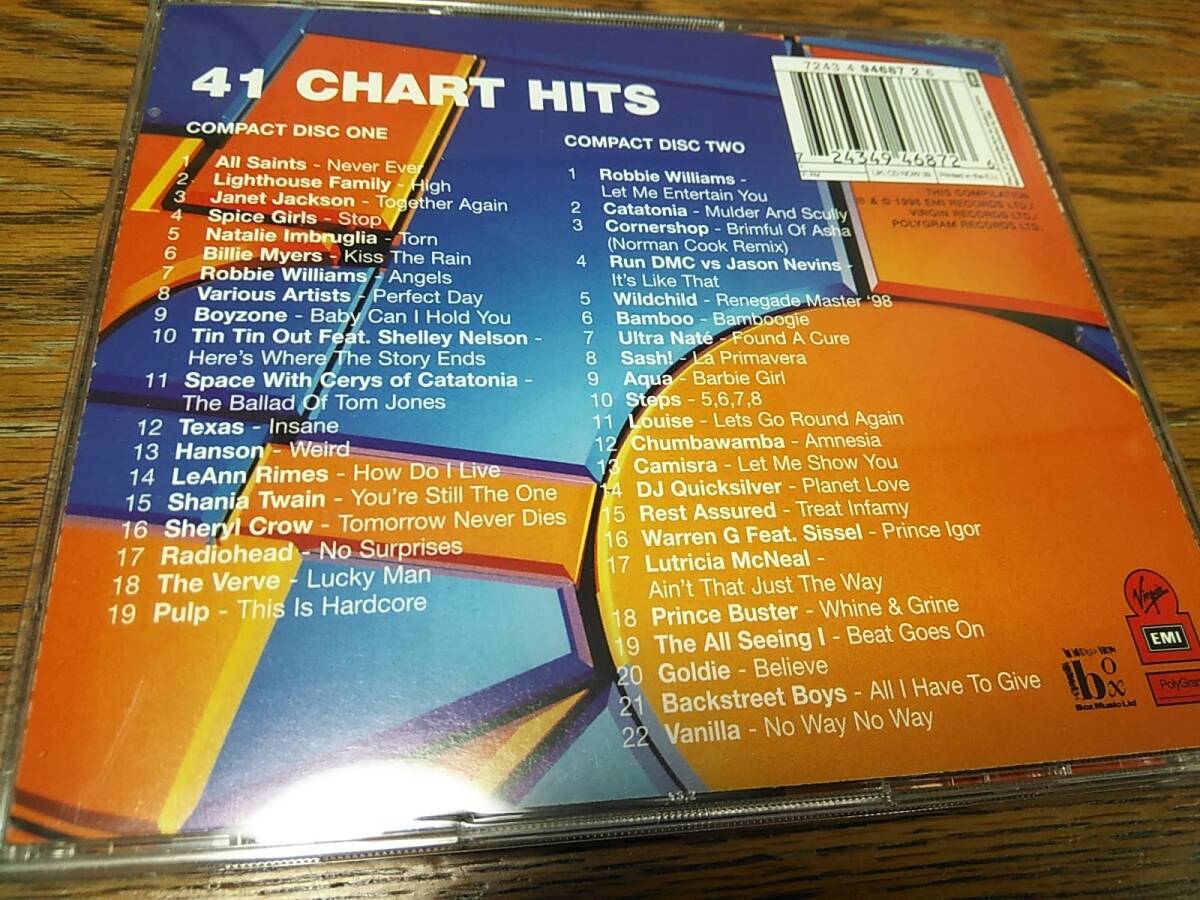 41 CHART HITS
COMPACT DISC ONE
1 All Saints - Never Ever
2 Lighthouse Family - High
3 Janet Jackson - Together Again
4 Spice Girls - Stop
5 Natalie Imbruglia - Torn
6 Billie Myers - Kiss The Rain
7 Robbie Williams - Angels
8 Various Artists - Perfect Day
9 Boyzone - Baby Can I Hold You
10 Tin Tin Out Feat. Shelley Nelson -
Here's Where The Story Ends
11 Space With Cerys of Catatonia -
The Ballad Of Tom Jones
12 Texas - Insane
13 Hanson - Weird
14 LeAnn Rimes - How Do I Live
15 Shania Twain - You're Still The One
16 Sheryl Crow - Tomorrow Never Dies
17 Radiohead - No Surprises
18 The Verve - Lucky Man
19 Pulp - This Is Hardcore
COMPACT DISC TWO
1 Robbie Williams -
Let Me Entertain You
2 Catatonia - Mulder And Scully
3 Cornershop - Brimful Of Asha
(Norman Cook Remix)
4 Run DMC vs Jason Nevins -
It's Like That
5 Wildchild - Renegade Master '98
6 Bamboo - Bamboogie
7 Ultra Naté - Found A Cure
8 Sash! - La Primavera
9 Aqua - Barbie Girl
10 Steps - 5,6,7,8
11 Louise - Lets Go Round Again
12 Chumbawamba - Amnesia
13 Camisra - Let Me Show You
14 DJ Quicksilver - Planet Love
15 Rest Assured - Treat Infamy
16 Warren G Feat. Sissel - Prince Igor
17 Lutricia McNeal -
Ain't That Just The Way
18 Prince Buster - Whine & Grine
19 The All Seeing I - Beat Goes On
20 Goldie - Believe
21 Backstreet Boys - All I Have To Give
22 Vanilla - No Way No Way
7243 4 94687 2 6
7 24349 46872 6
UK: CD NOW 39
Printed in the E.U.
THIS COMPILATION
℗ & © 1998 EMI RECORDS LTD./
VIRGIN RECORDS LTD./
POLYGRAM RECORDS LTD.
Virgin
EMI
PolyGram
box
Box Music Ltd